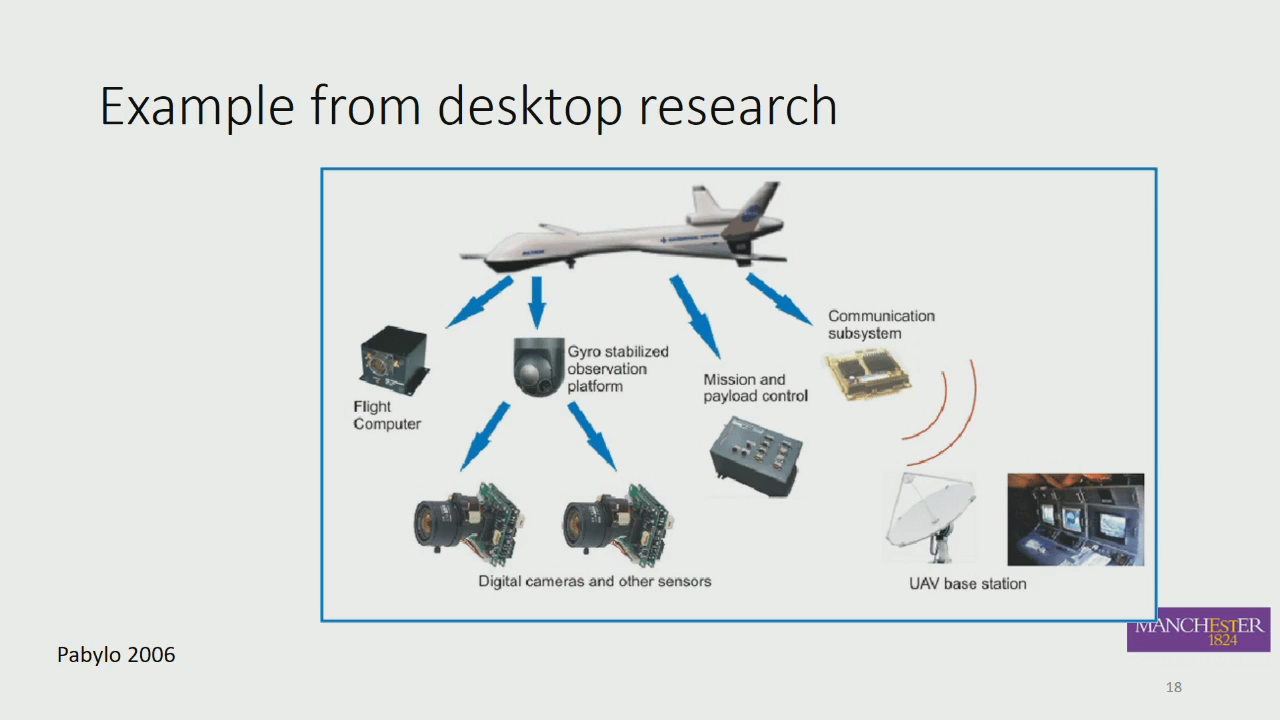 Example from desktop research
Communication
subsystem
Gyro stabilized
observation
platform
Mission and
payload control
Flight
Computer
Digital cameras and other sensors
UAV base station
MANCHESTER
1824
Pabylo 2006
18